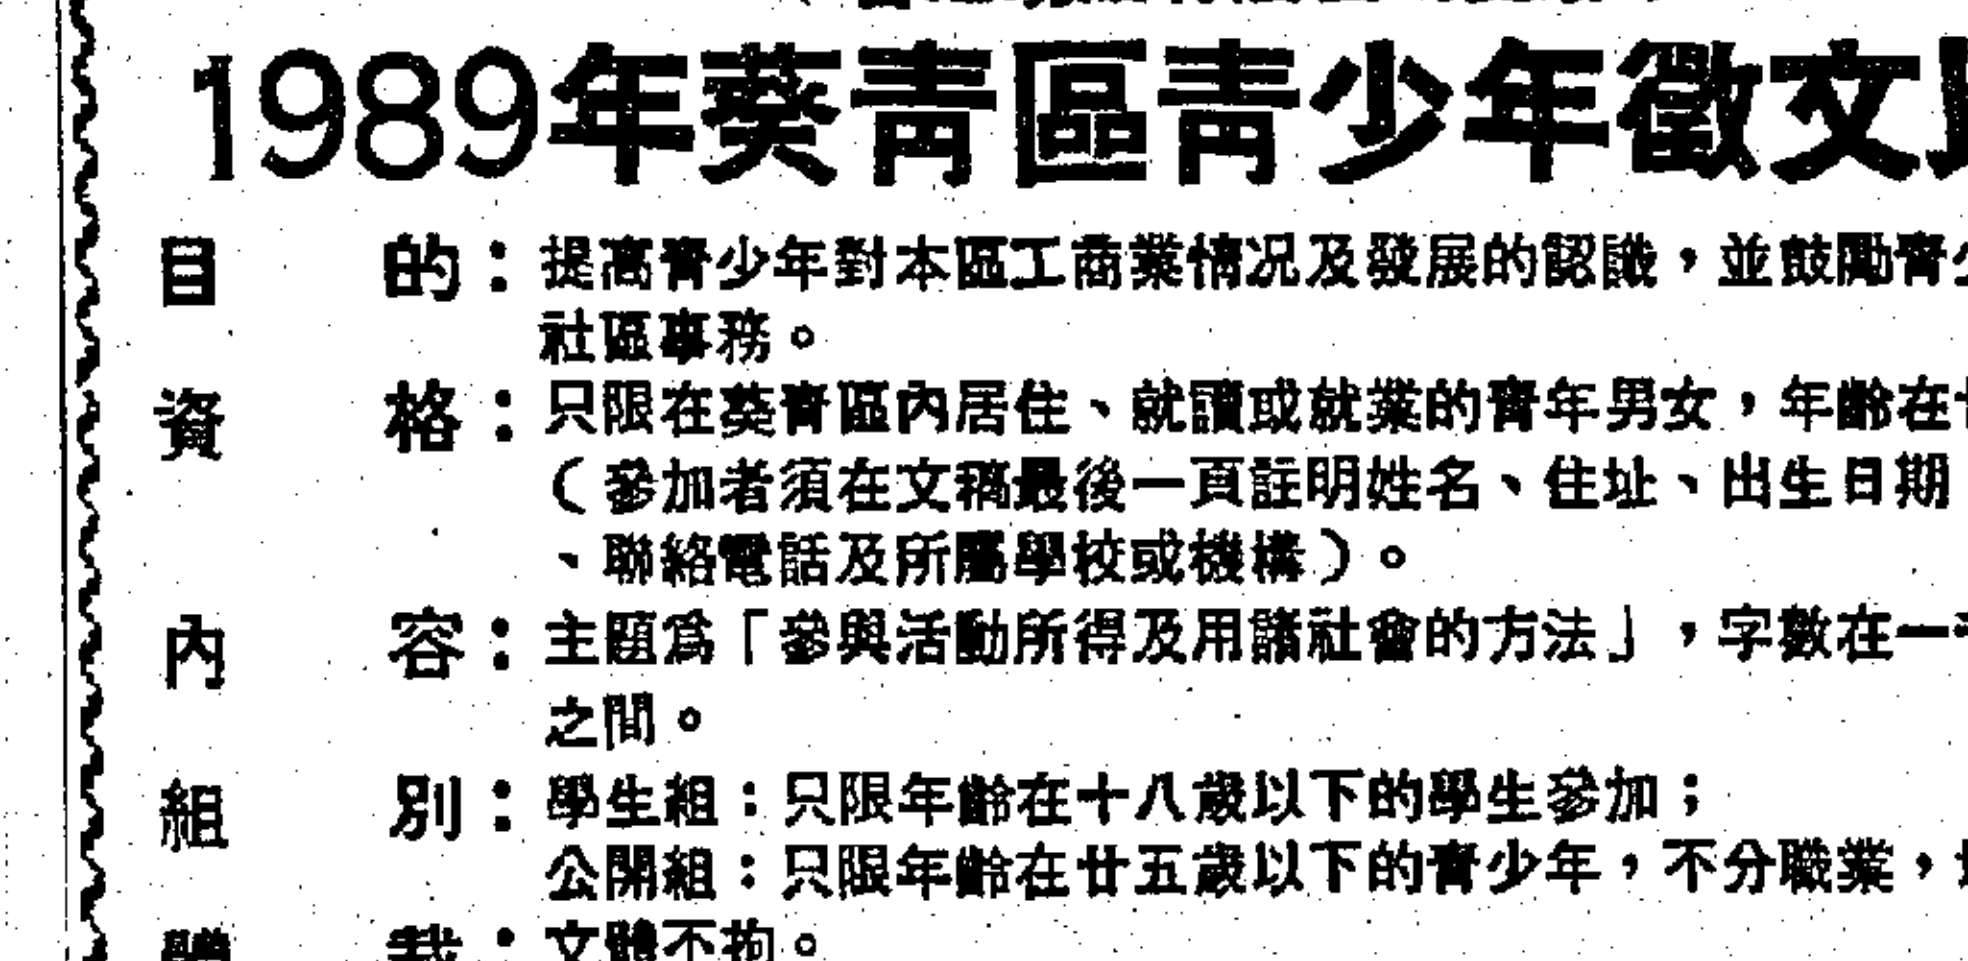 1989年葵青區青少年徵文
目　的：提高青少年對本區工商業情況及發展的認識，並鼓勵青少
社區事務。
資　格：只限在葵青區內居住、就讀或就業的青年男女，年齡在廿
（參加者須在文稿最後一頁註明姓名、住址、出生日期
、聯絡電話及所屬學校或機構）。
內　容：主題為「參與活動所得及用諸社會的方法」，字數在一千
之間。
組　別：學生組：只限年齡在十八歲以下的學生參加；
公開組：只限年齡在廿五歲以下的青少年，不分職業，
體　裁：文體不拘。